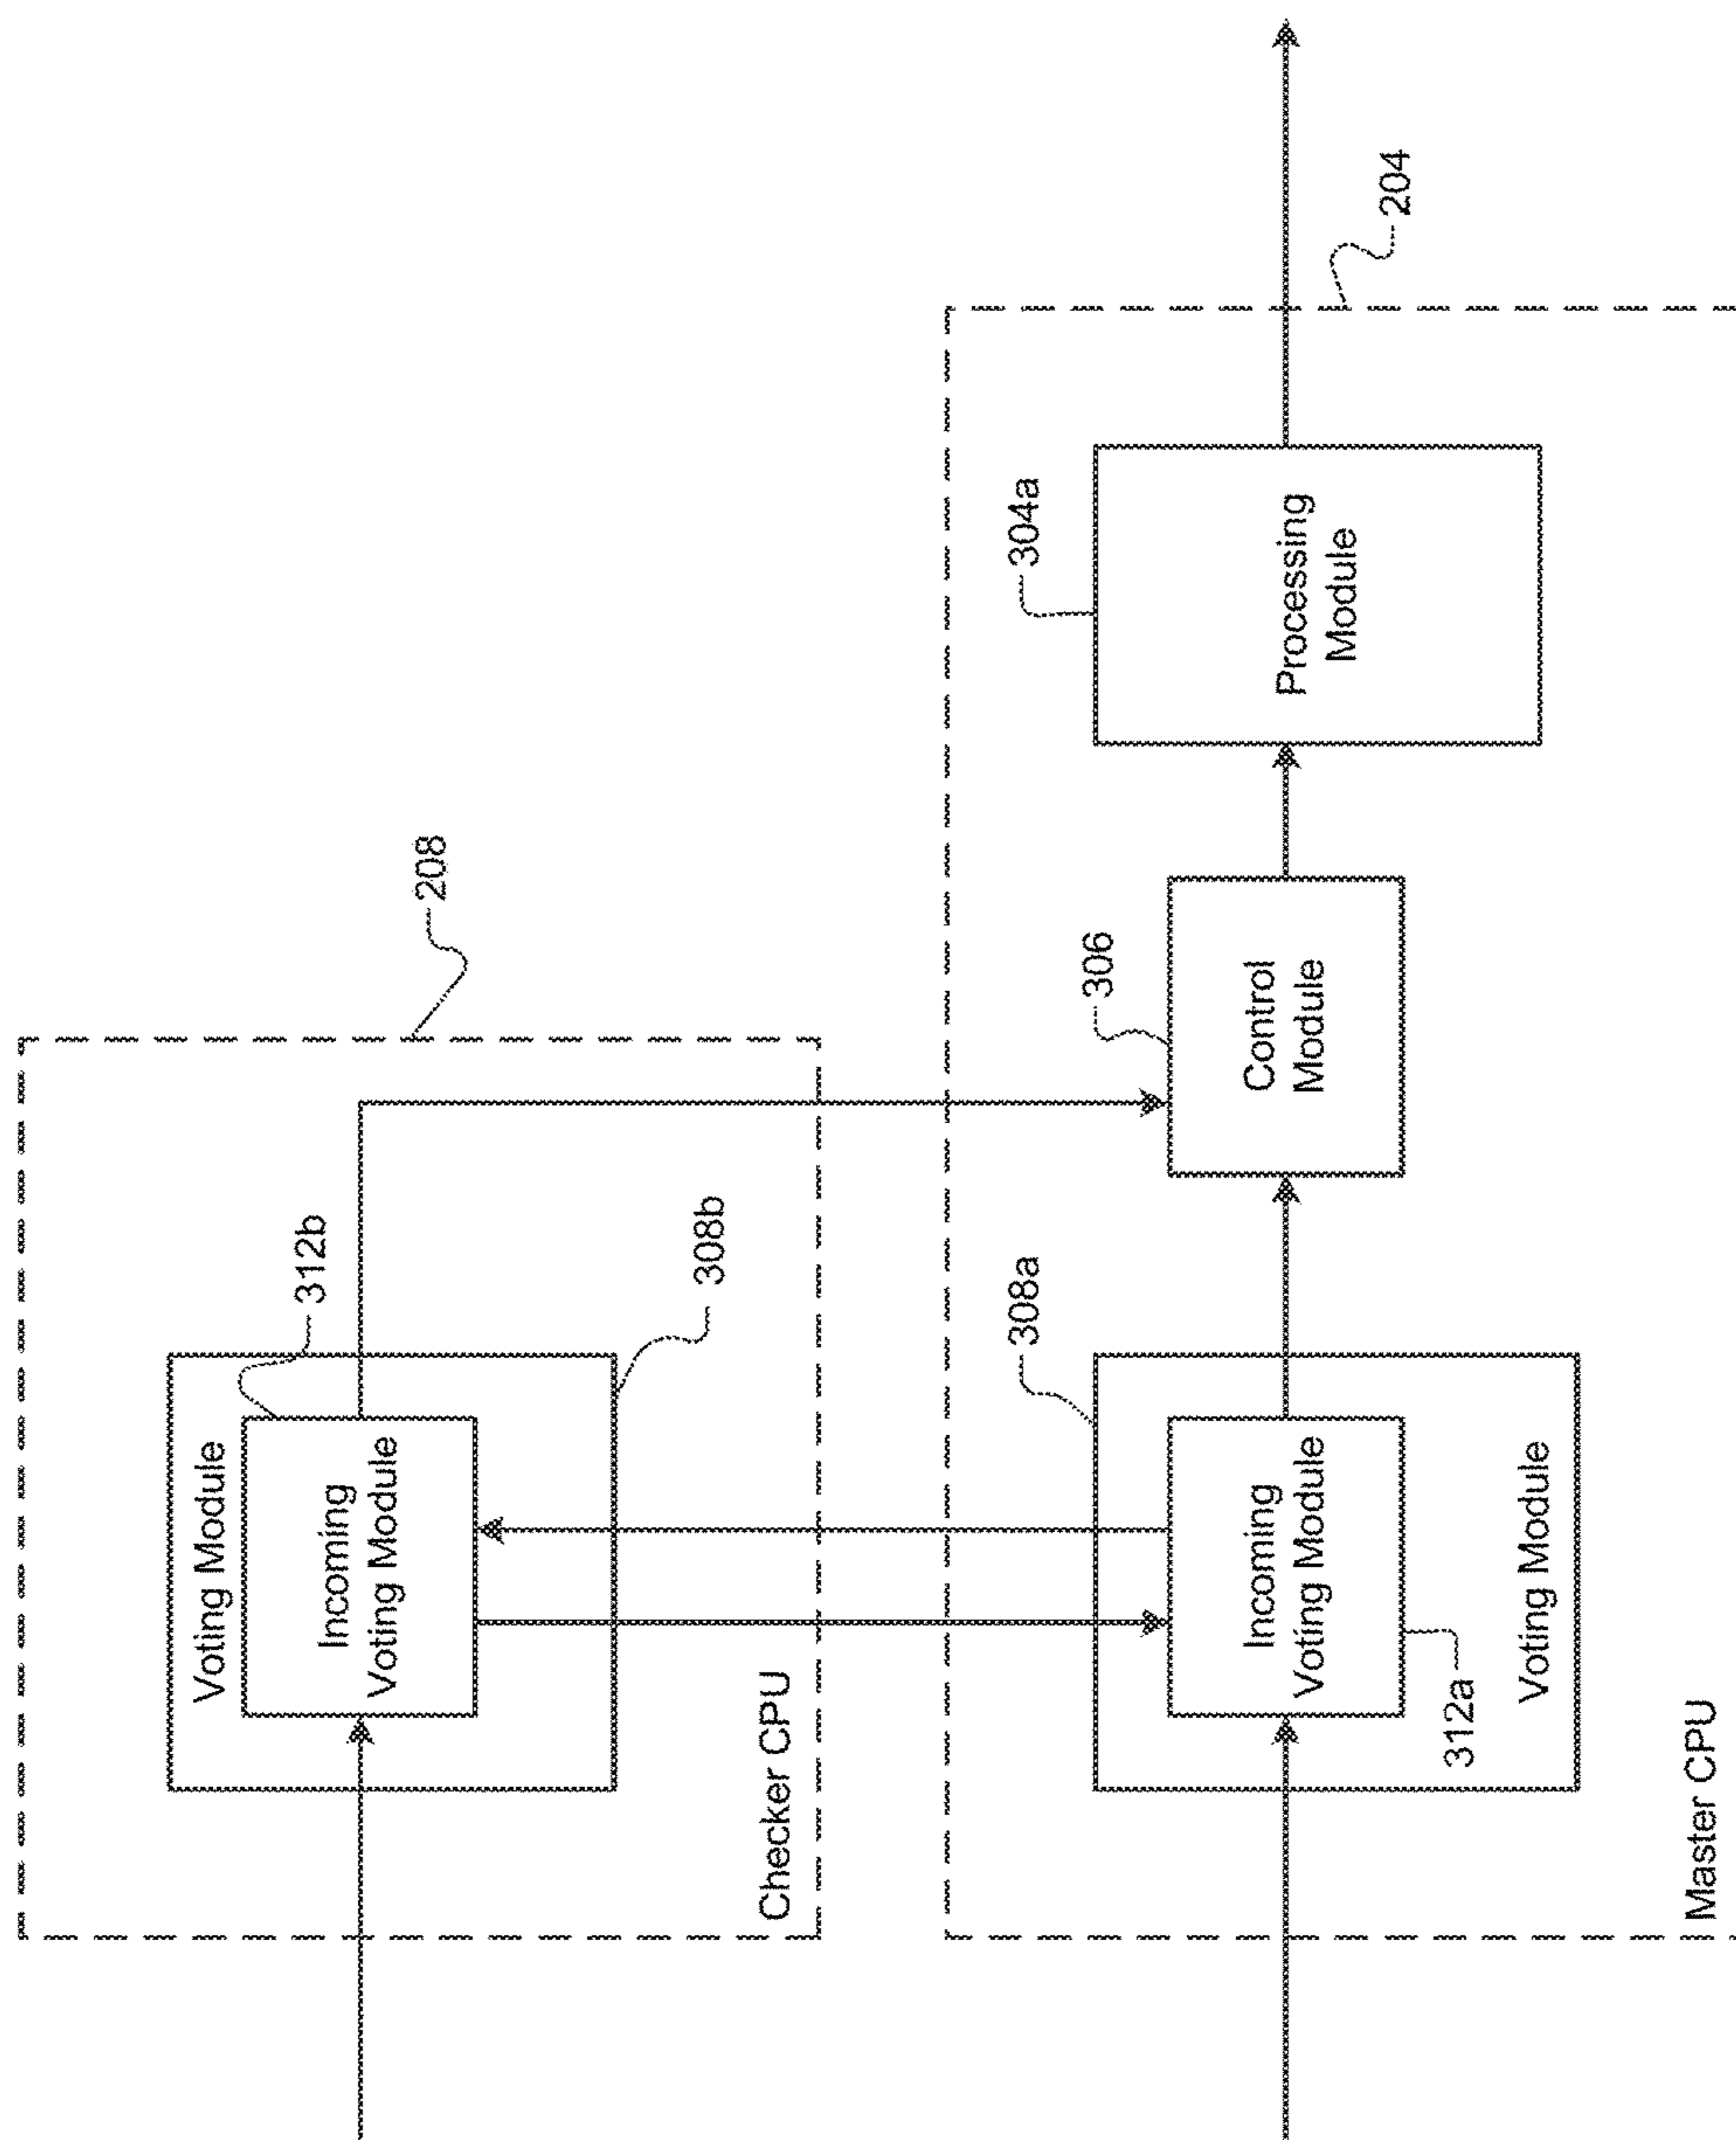 208
Voting Module
Incoming
Voting Module
312b
308b
Checker CPU
204
308a
Incoming
Voting Module
312a
Voting Module
306
Control
Module
304a
Processing
Module
Master CPU